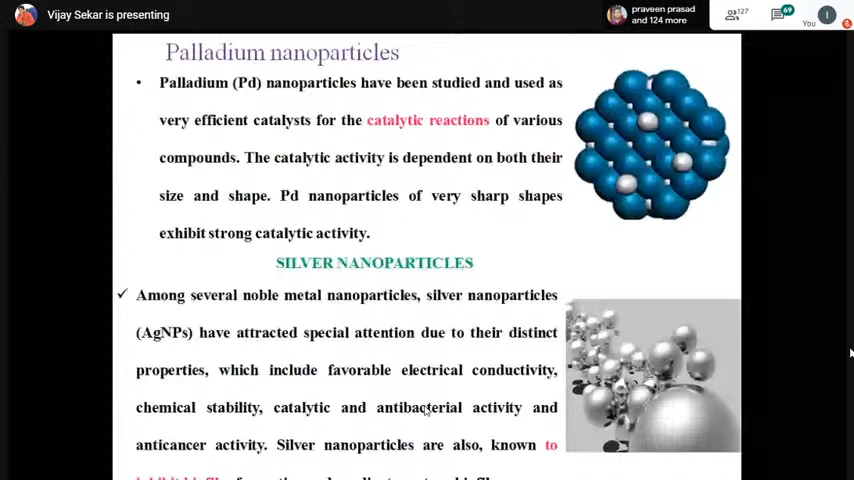 Vijay Sekar is presenting
praveen prasad
and 124 more
127
69
You
I
Palladium nanoparticles
• Palladium (Pd) nanoparticles have been studied and used as
very efficient catalysts for the catalytic reactions of various
compounds. The catalytic activity is dependent on both their
size and shape. Pd nanoparticles of very sharp shapes
exhibit strong catalytic activity.
SILVER NANOPARTICLES
✓ Among several noble metal nanoparticles, silver nanoparticles
(AgNPs) have attracted special attention due to their distinct
properties, which include favorable electrical conductivity,
chemical stability, catalytic and antibacterial activity and
anticancer activity. Silver nanoparticles are also, known to